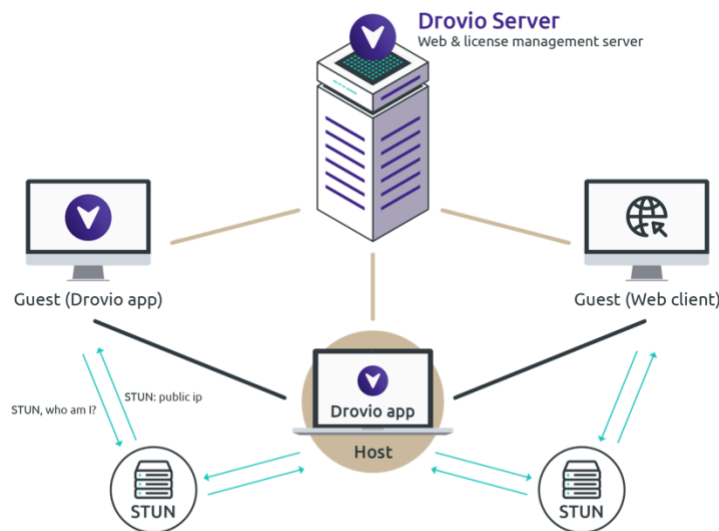 Drovio Server
Web & license management server
Guest (Drovio app)
Guest (Web client)
STUN, who am I?
STUN: public ip
Drovio app
Host
STUN
STUN